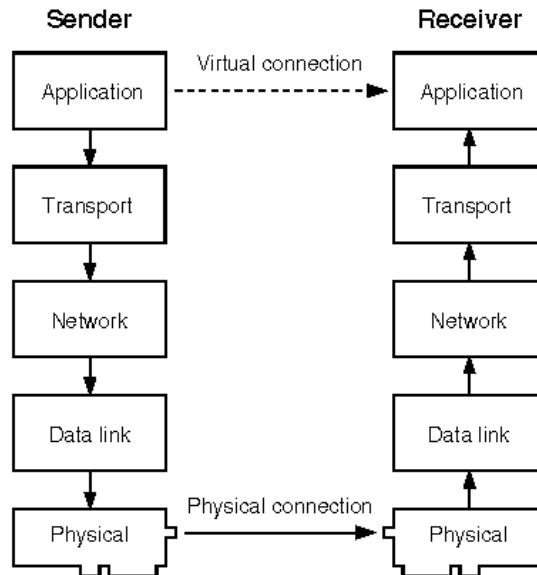 Sender
Receiver
Virtual connection
Application
Application
Transport
Transport
Network
Network
Data link
Data link
Physical connection
Physical
Physical